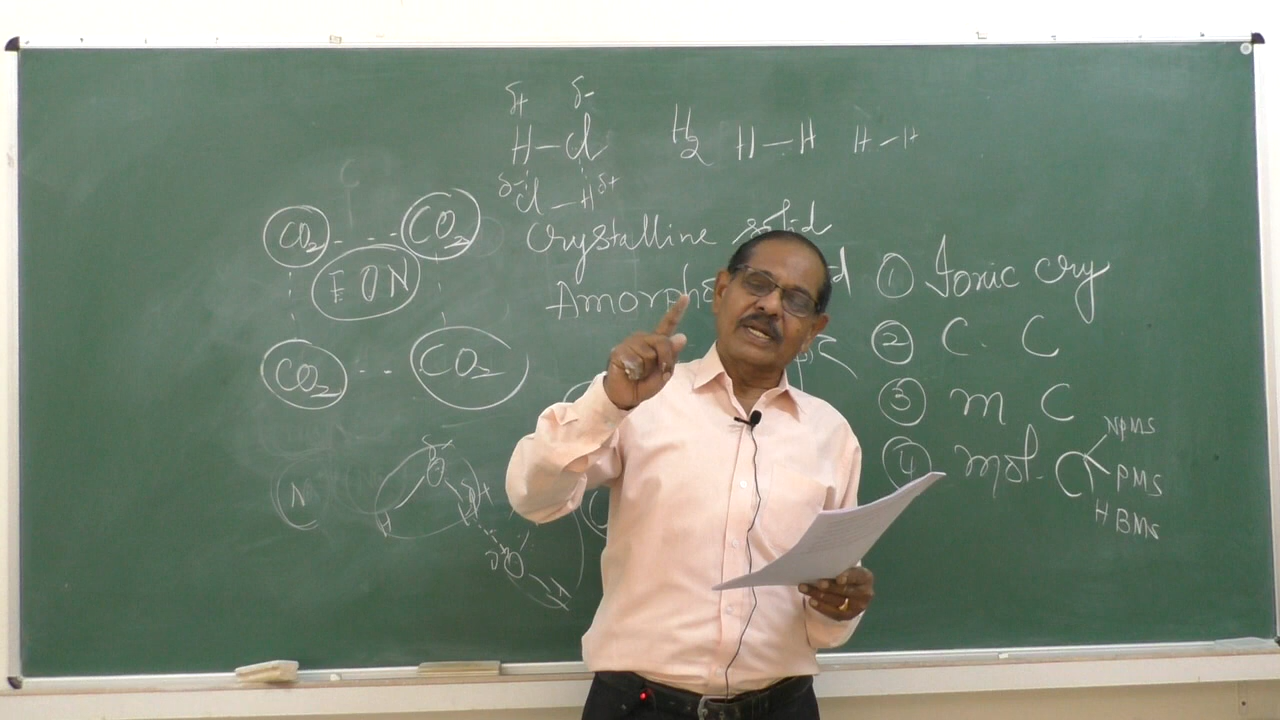 δ+ δ-
H-Cl
H2 H-H H-H
δ- Cl-H δ+
CO2 CO2
FON
CO2 CO2
Crystalline solid
Amorph
① Ionic Cry
② C. C
③ m C
④ mol. C
NPMS
PMS
HBMS
N
δ-
O
H H δ+
O
H